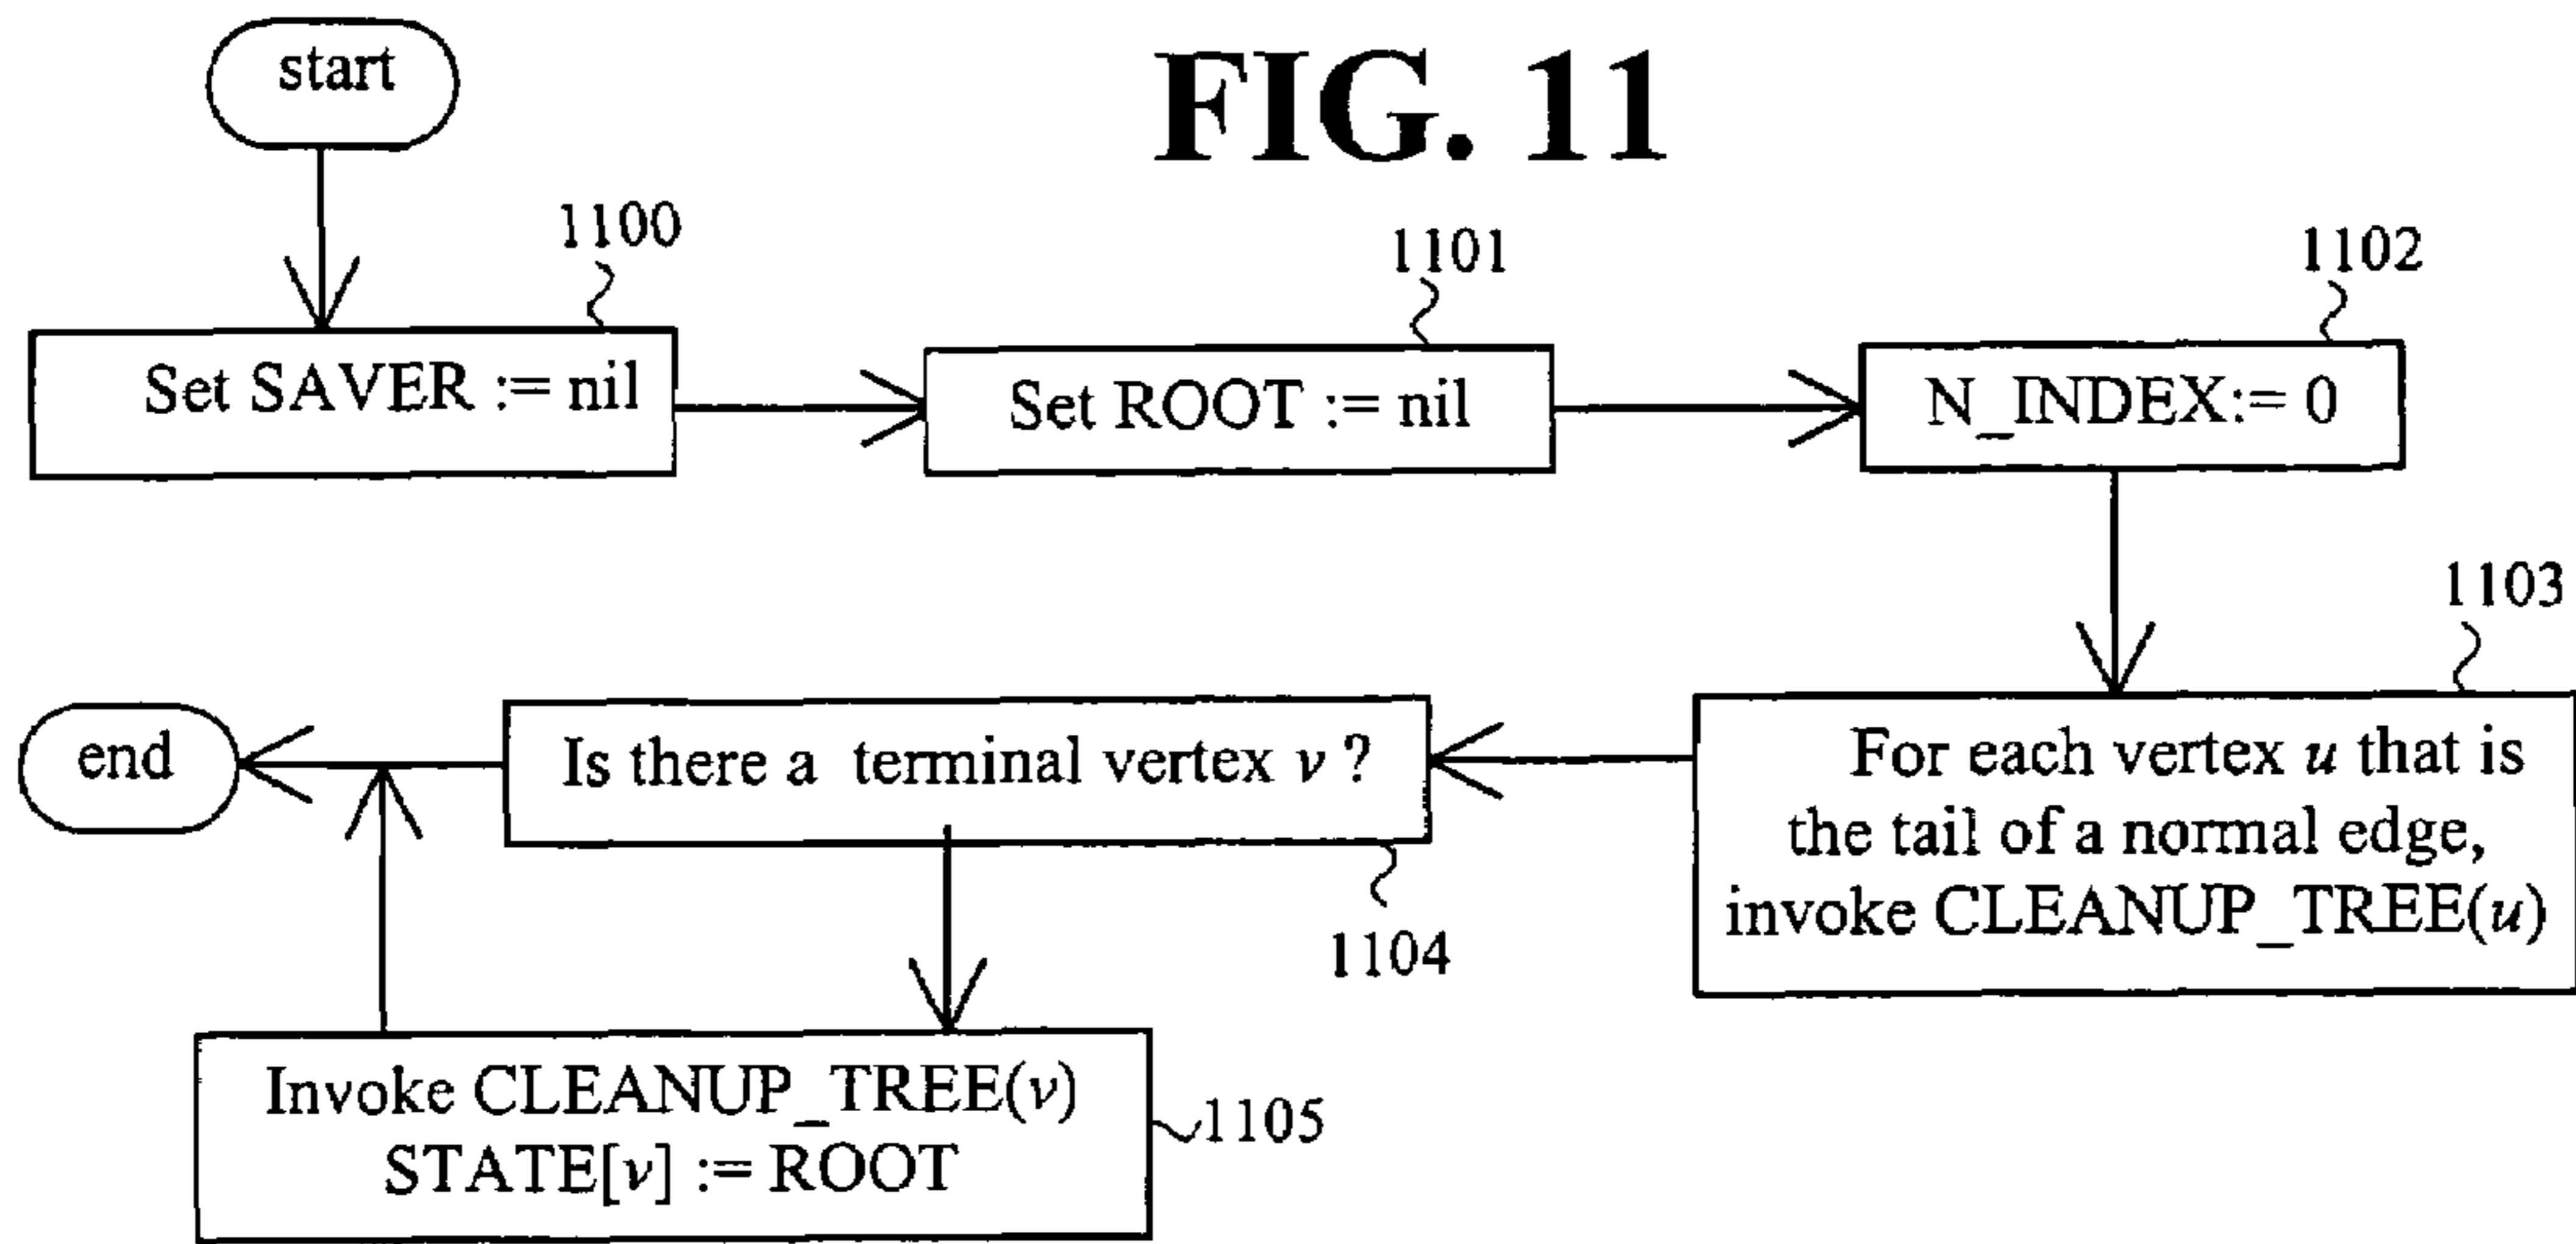 FIG. 11
start
1100
Set SAVER := nil
1101
Set ROOT := nil
1102
N_INDEX:= 0
1103
For each vertex u that is
the tail of a normal edge,
invoke CLEANUP_TREE(u)
Is there a terminal vertex v ?
1104
end
Invoke CLEANUP_TREE(v)
STATE[v] := ROOT
1105